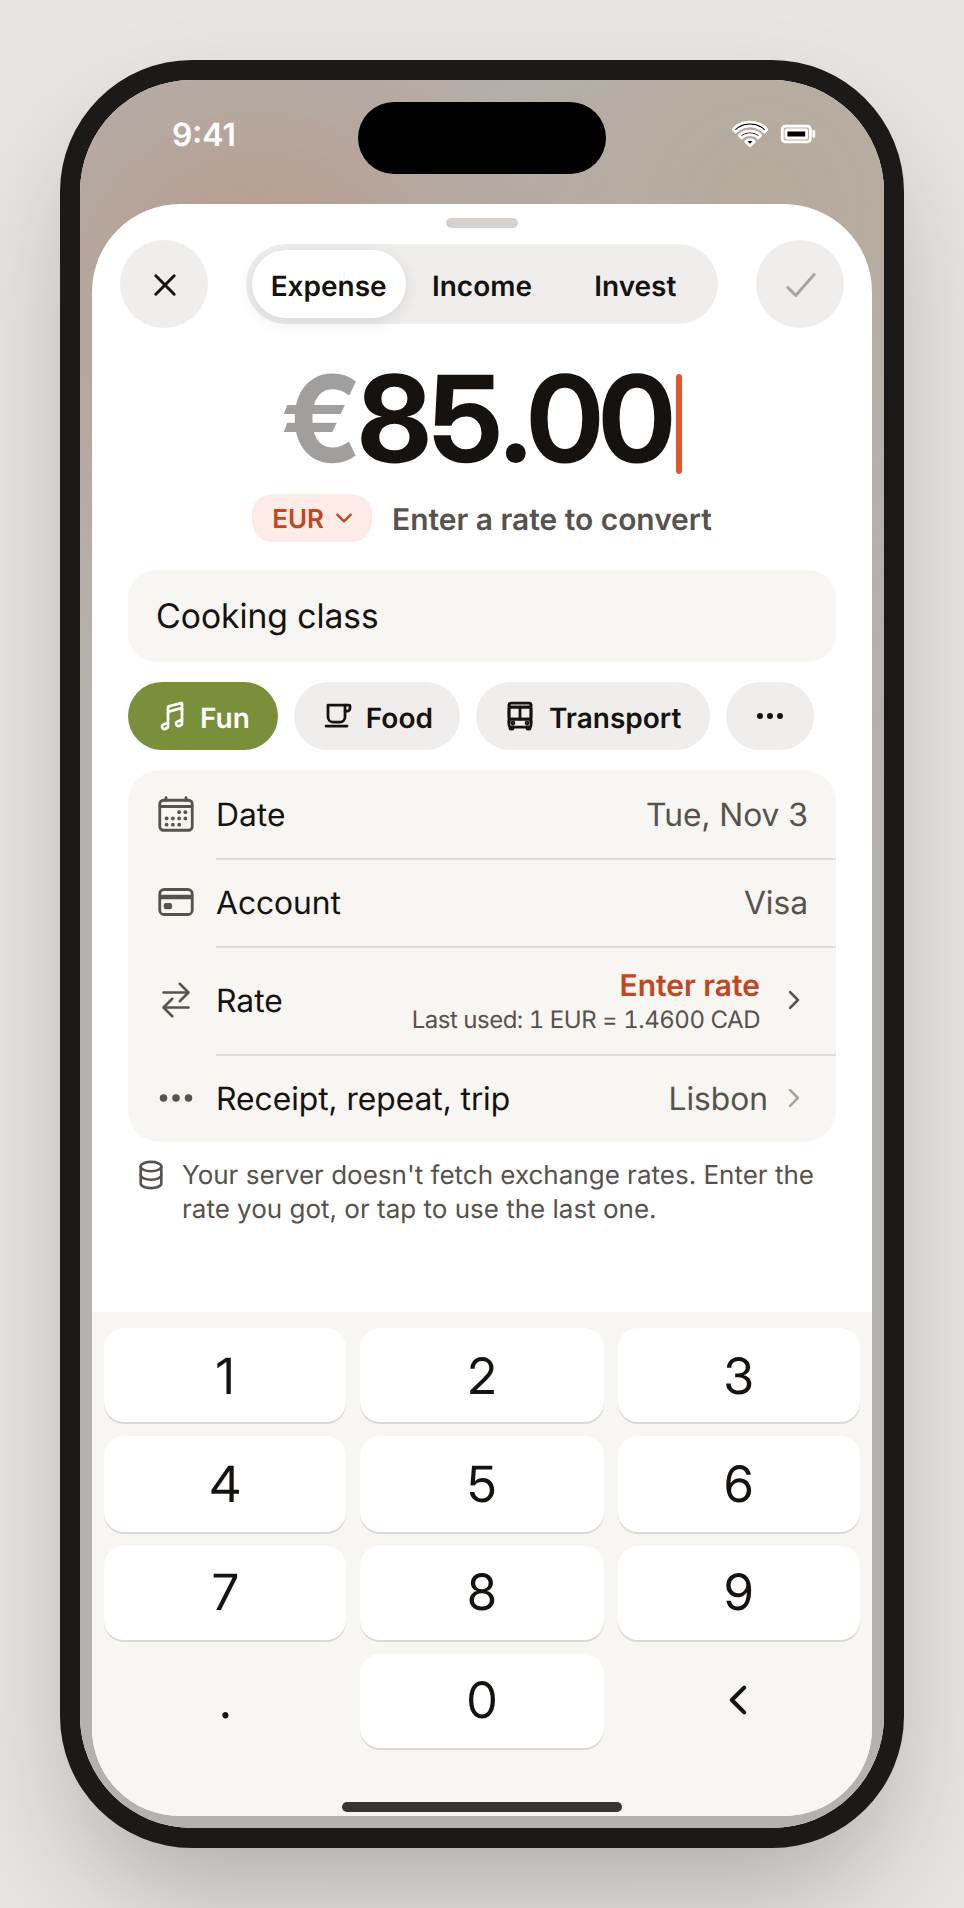 9:41
Expense Income Invest
€85.00
EUR Enter a rate to convert
Cooking class
Fun Food Transport
Date Tue, Nov 3
Account Visa
Rate Enter rate
Last used: 1 EUR = 1.4600 CAD
Receipt, repeat, trip Lisbon
Your server doesn't fetch exchange rates. Enter the
rate you got, or tap to use the last one.
1 2 3
4 5 6
7 8 9
. 0